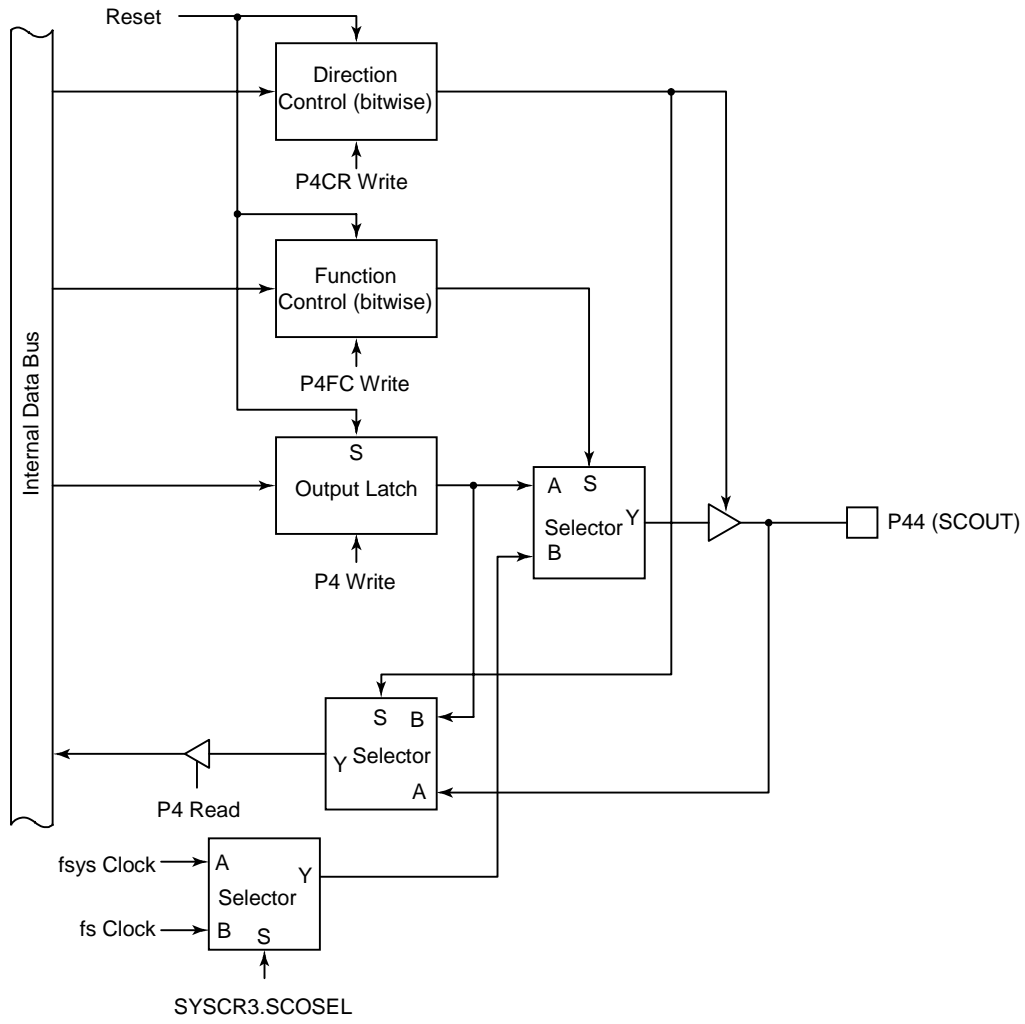 Reset
Direction
Control (bitwise)
P4CR Write
Function
Control (bitwise)
P4FC Write
Internal Data Bus
S
Output Latch
P4 Write
A
S
Y
Selector
B
P44 (SCOUT)
S
B
Y
Selector
A
P4 Read
fsys Clock
A
Y
Selector
fs Clock
B
S
SYSCR3.SCOSEL